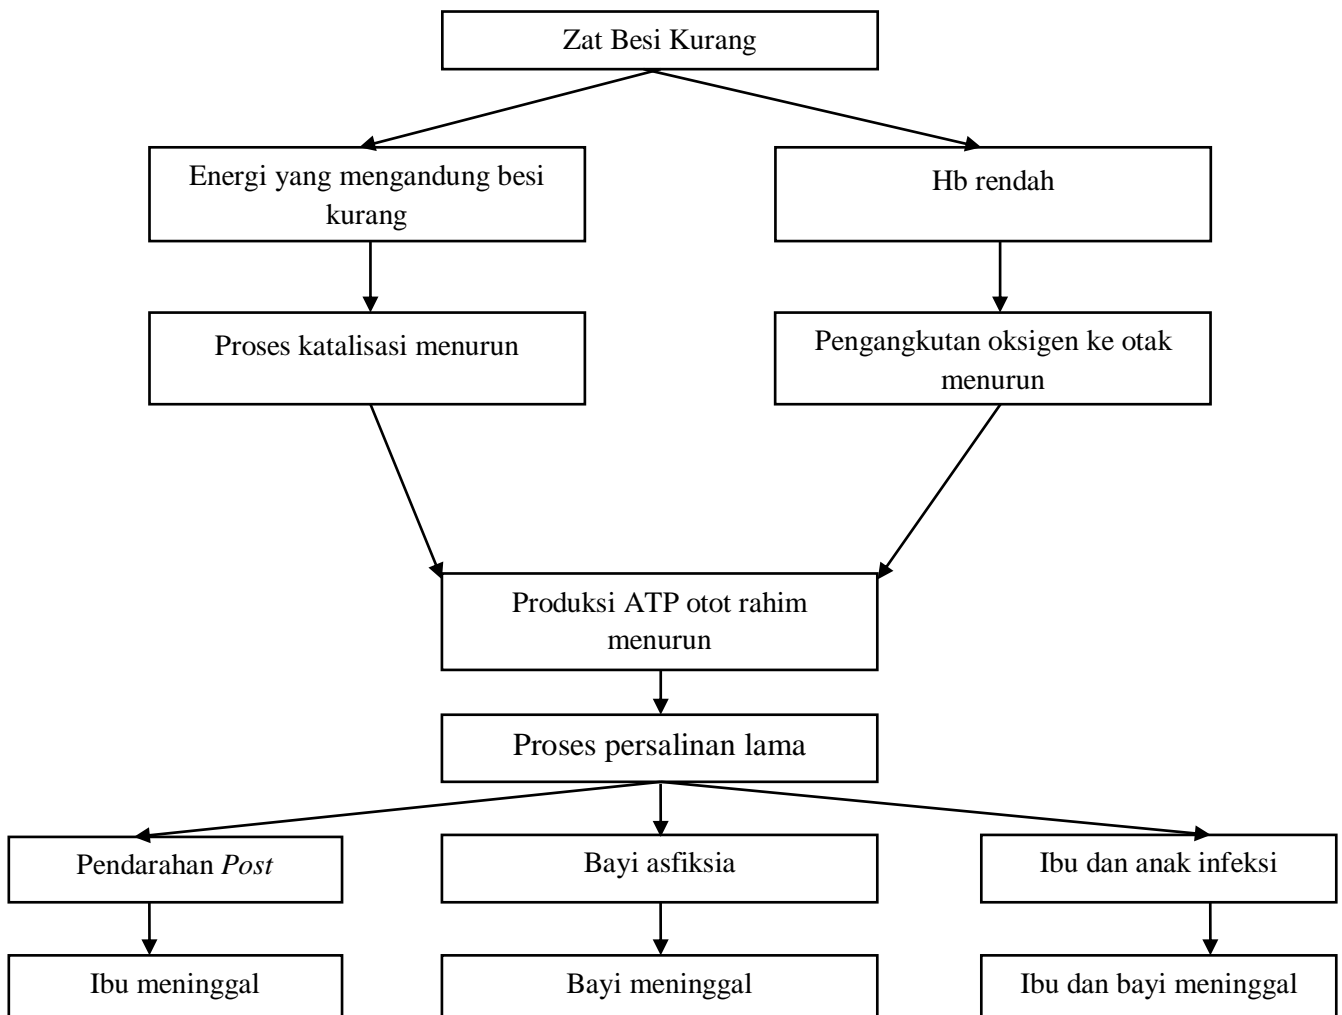 Zat Besi Kurang
Energi yang mengandung besi
kurang
Hb rendah
Proses katalisasi menurun
Pengangkutan oksigen ke otak
menurun
Produksi ATP otot rahim
menurun
Proses persalinan lama
Pendarahan Post
Bayi asfiksia
Ibu dan anak infeksi
Ibu meninggal
Bayi meninggal
Ibu dan bayi meninggal